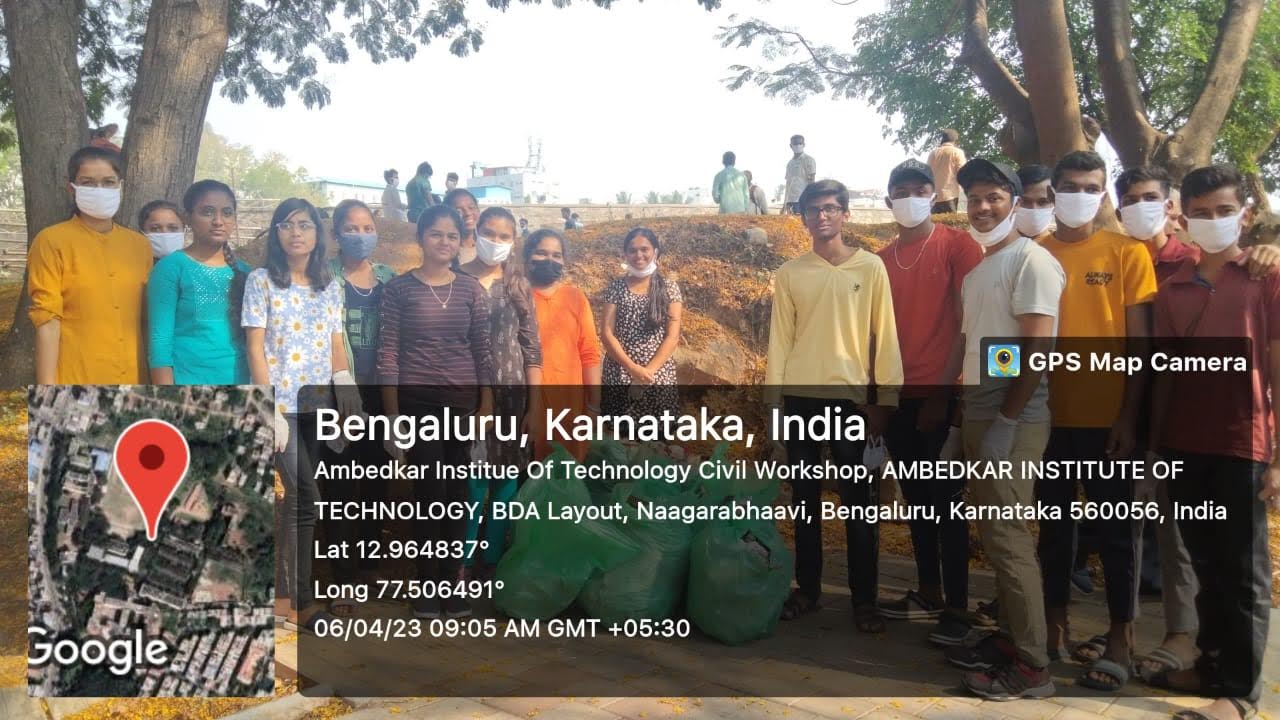 ALWAYS
READY
GPS Map Camera
Bengaluru, Karnataka, India
Ambedkar Institue Of Technology Civil Workshop, AMBEDKAR INSTITUTE OF
TECHNOLOGY, BDA Layout, Naagarabhaavi, Bengaluru, Karnataka 560056, India
Lat 12.964837°
Long 77.506491°
06/04/23 09:05 AM GMT +05:30
Google